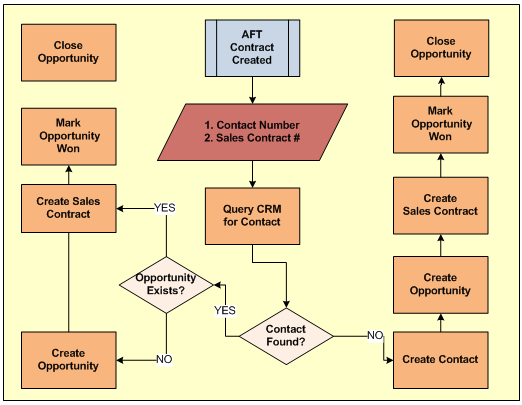 Close
Opportunity
AFT
Contract
Created
Close
Opportunity
Mark
Opportunity
Won
1. Contact Number
2. Sales Contract #
Mark
Opportunity
Won
Create Sales
Contract
YES
Query CRM
for Contact
Create
Sales Contract
Opportunity
Exists?
YES
Create
Opportunity
Contact
Found?
NO
Create
Opportunity
NO
Create Contact